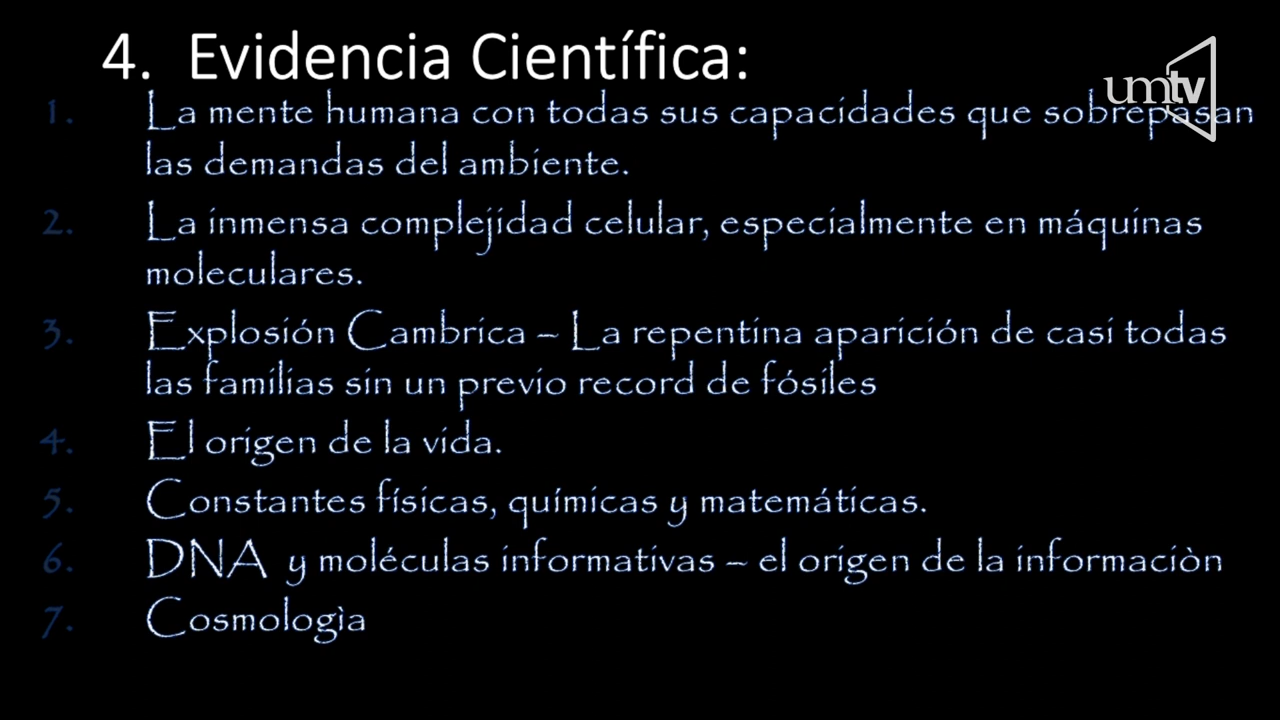 4. Evidencia Científica:
umtv
1. La mente humana con todas sus capacidades que sobrepasan
las demandas del ambiente.
2. La inmensa complejidad celular, especialmente en máquinas
moleculares.
3. Explosión Cambrica – La repentina aparición de casi todas
las familias sin un previo record de fósiles
4. El origen de la vida.
5. Constantes físicas, químicas y matemáticas.
6. DNA y moléculas informativas – el origen de la informaciòn
7. Cosmologìa